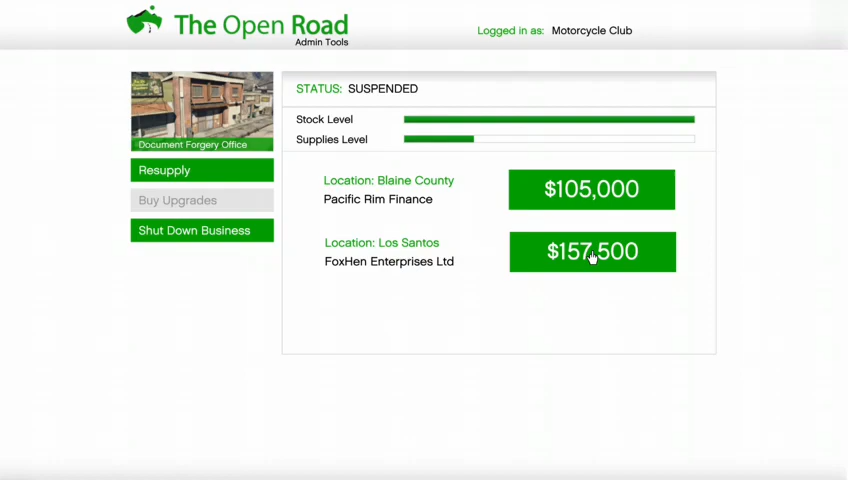 The Open Road
Admin Tools
Logged in as: Motorcycle Club
STATUS: SUSPENDED
Stock Level
Supplies Level
Document Forgery Office
Resupply
Buy Upgrades
Shut Down Business
Location: Blaine County
Pacific Rim Finance
$105,000
Location: Los Santos
FoxHen Enterprises Ltd
$157,500